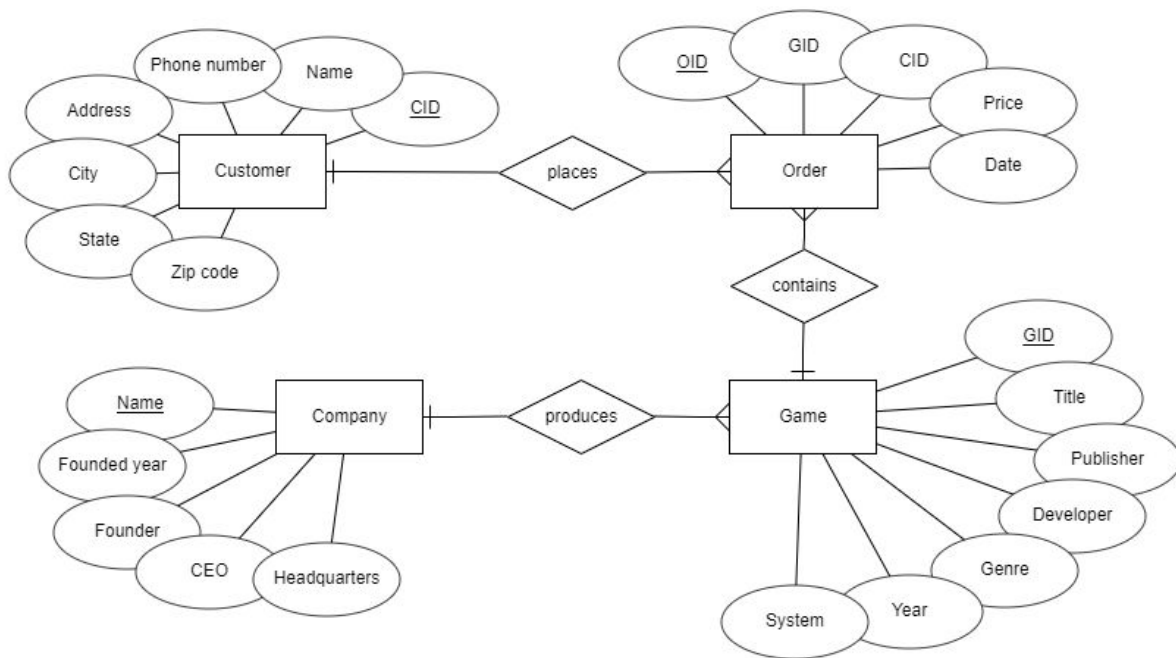 Phone number
Name
CID
Address
City
State
Zip code
Customer
places
OID
GID
CID
Price
Date
Order
contains
Name
Founded year
Founder
CEO
Headquarters
Company
produces
Game
GID
Title
Publisher
Developer
Genre
Year
System